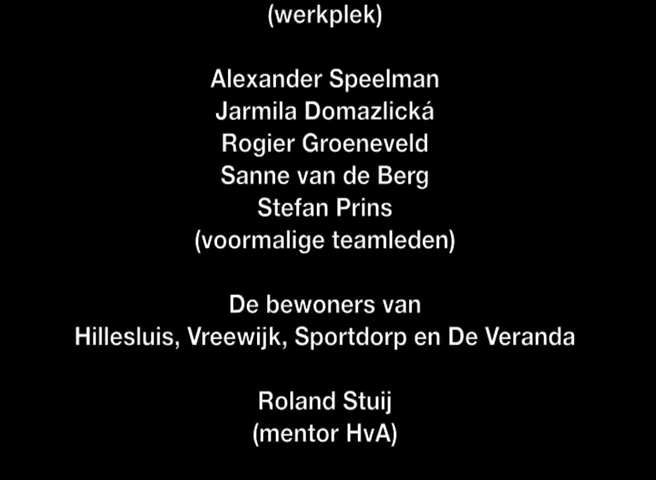 (werkplek)
Alexander Speelman
Jarmila Domazlická
Rogier Groeneveld
Sanne van de Berg
Stefan Prins
(voormalige teamleden)
De bewoners van
Hillesluis, Vreewijk, Sportdorp en De Veranda
Roland Stuij
(mentor HvA)